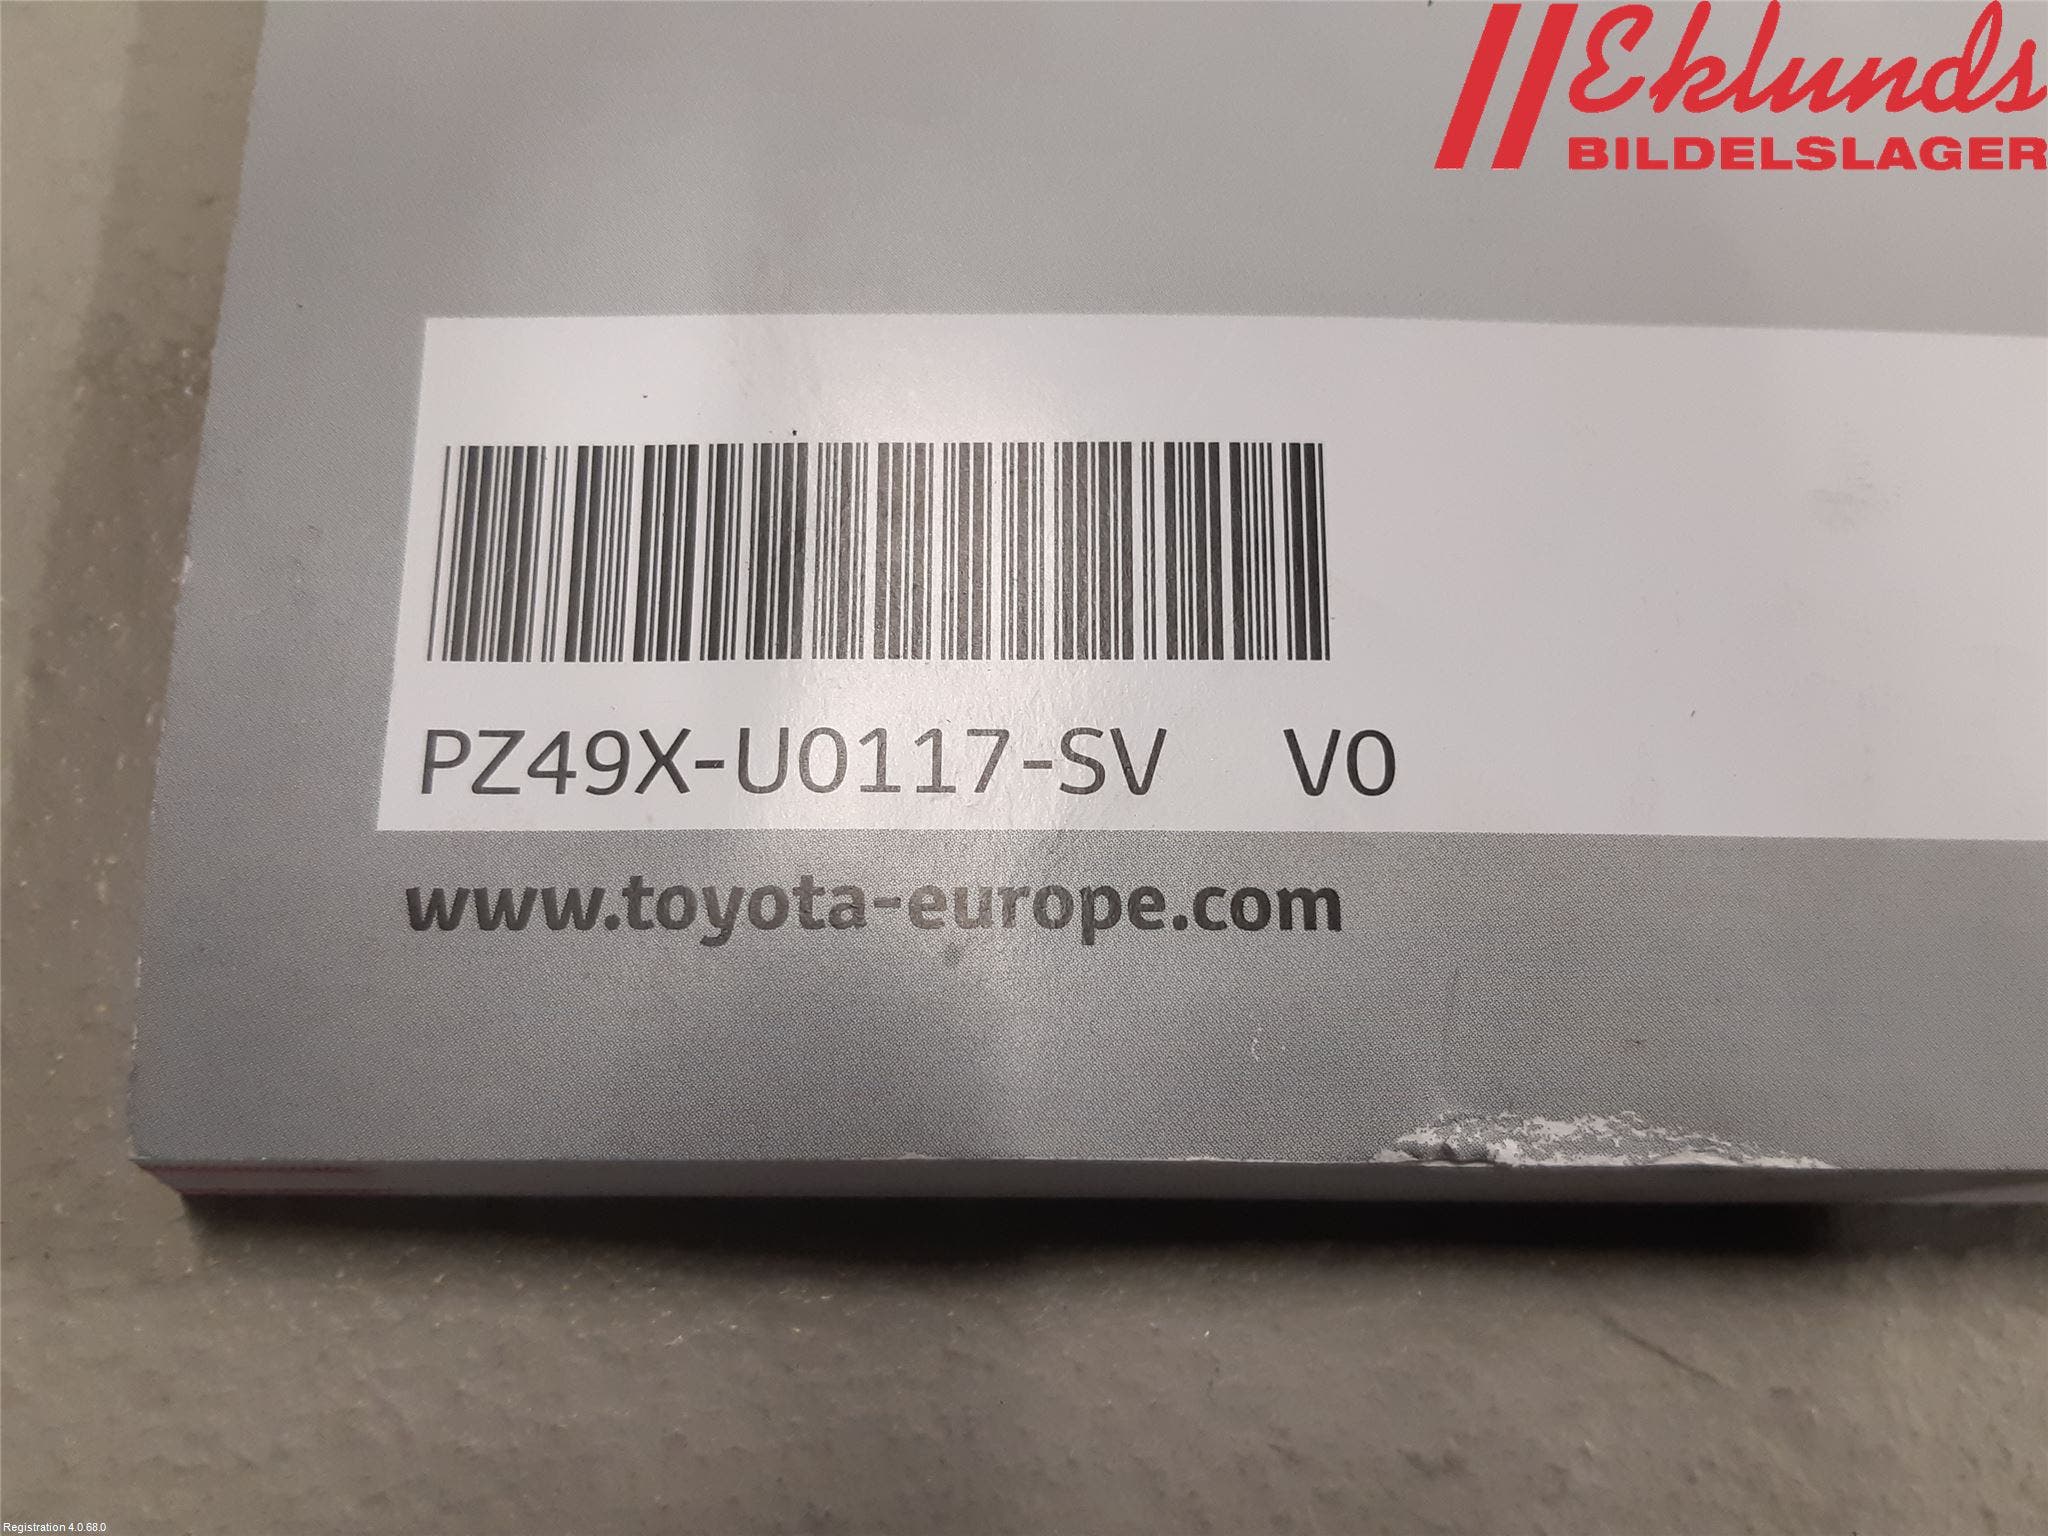 Eklunds
BILDELSLAGER
PZ49X-U0117-SV V0
www.toyota-europe.com
Registration 4.0.68.0